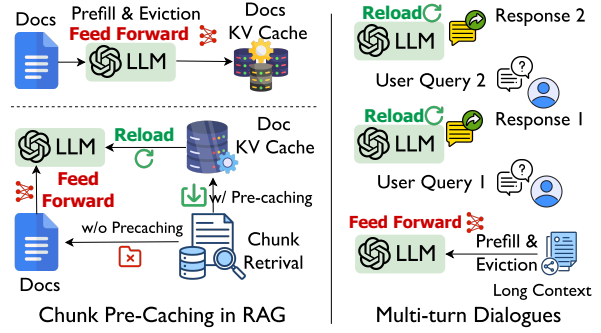 Docs
Prefill & Eviction
Feed Forward
LLM
Docs
KV Cache
LLM
Reload
Doc
KV Cache
Feed
Forward
w/ Pre-caching
w/o Precaching
Chunk
Retrival
Docs
Chunk Pre-Caching in RAG
Reload
Response 2
LLM
User Query 2
Reload
Response 1
LLM
User Query 1
Feed Forward
LLM
Prefill &
Eviction
Long Context
Multi-turn Dialogues